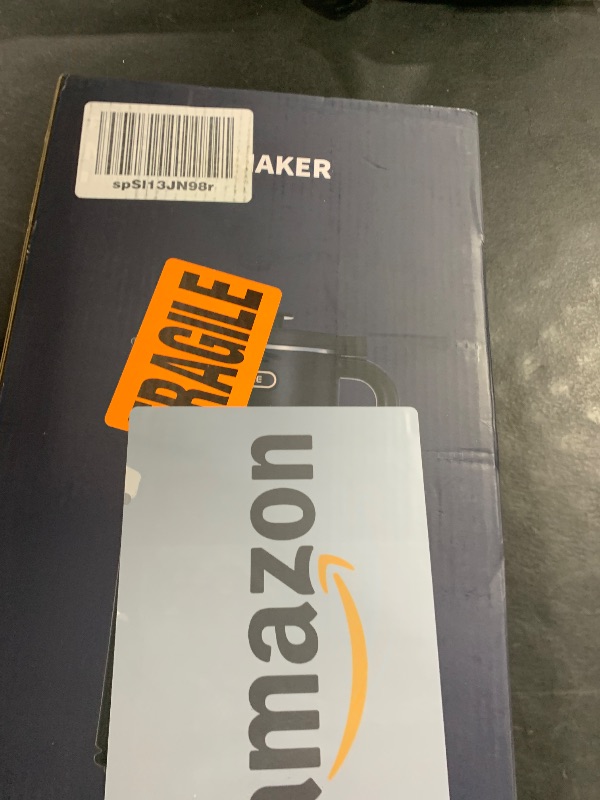 spSI13JN98r
AKER
FRAGILE
E
amazon